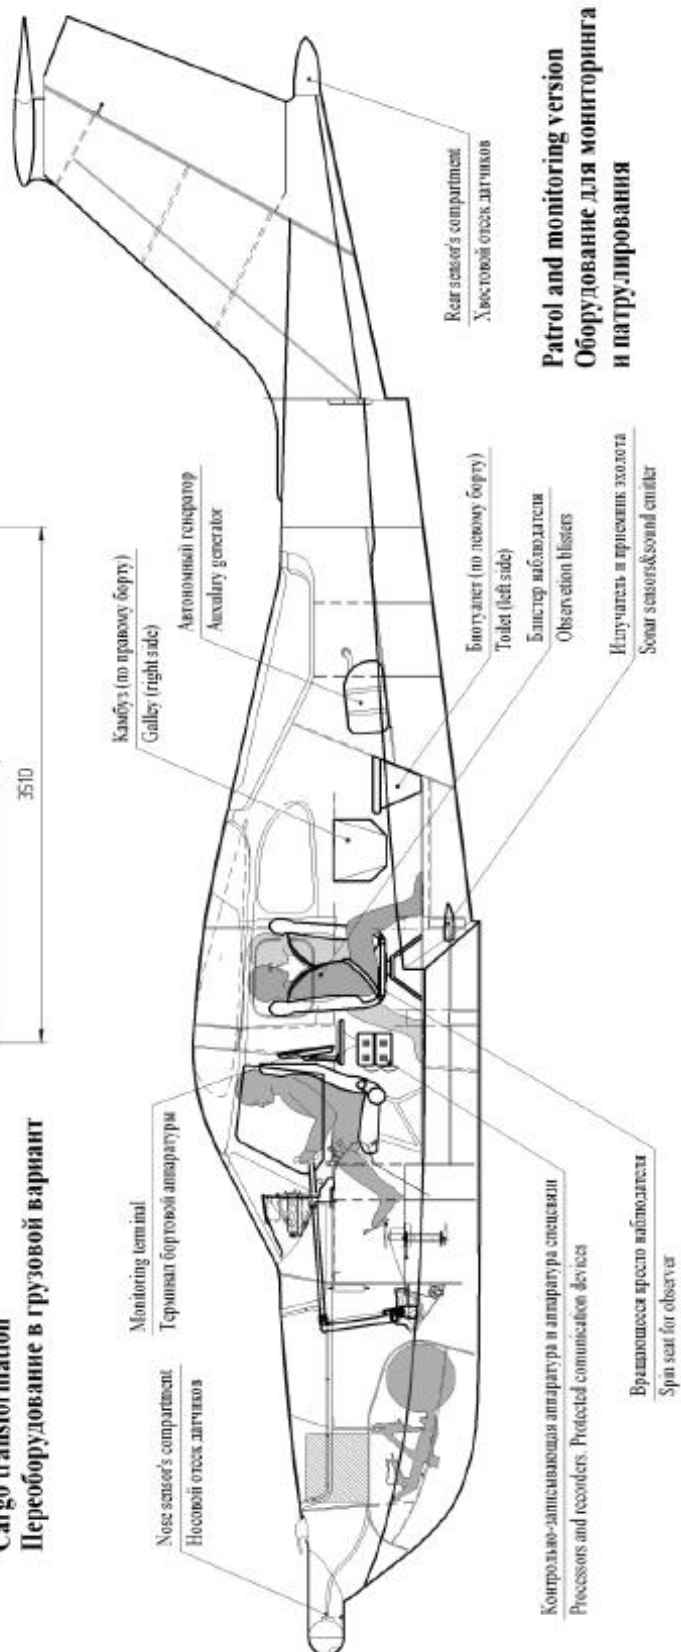 Cargo transformation
Переоборудование в грузовой вариант
3510
Nose sensor's compartment
Носовой отсек датчиков
Monitoring terminal
Терминал бортовой аппаратуры
Камбуз (по правому борту)
Galley (right side)
Автономный генератор
Auxulary generator
Rear sensor's compartment
Хвостовой отсек датчиков
Patrol and monitoring version
Оборудование для мониторинга
и патрулирования
Биотуалет (по левому борту)
Toilet (left side)
Блистер наблюдателя
Observetion blisters
Излучатель и приемник эхолота
Sonar sensors&sound emitter
Контрольно-записывающая аппаратура и аппаратура спецсвязи
Processors and recorders. Protected comunication devices
Вращающееся кресло наблюдателя
Spin seat for observer